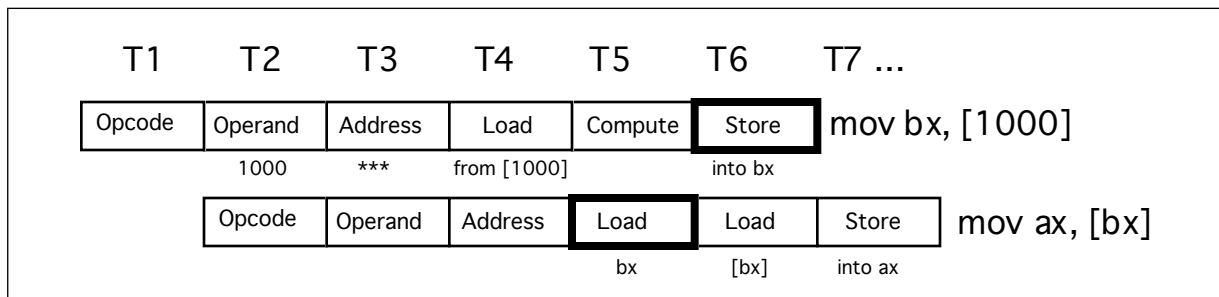 T1 T2 T3 T4 T5 T6 T7 ...
Opcode Operand Address Load Compute Store mov bx, [1000]
1000 *** from [1000] into bx
Opcode Operand Address Load Load Store mov ax, [bx]
bx [bx] into ax